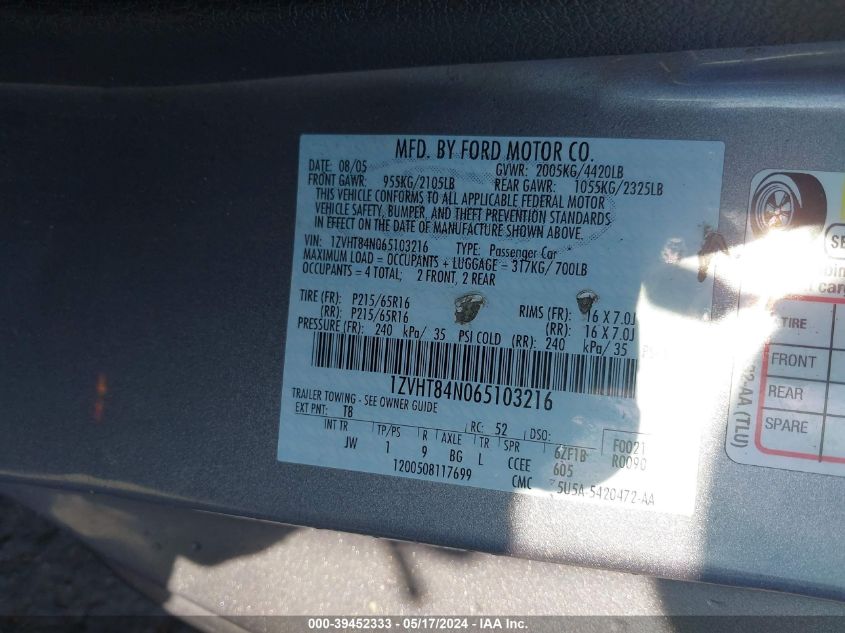 MFD. BY FORD MOTOR CO.
DATE: 08/05 GVWR: 2005KG/4420LB
FRONT GAWR: 955KG/2105LB REAR GAWR: 1055KG/2325LB
THIS VEHICLE CONFORMS TO ALL APPLICABLE FEDERAL MOTOR
VEHICLE SAFETY, BUMPER, AND THEFT PREVENTION STANDARDS
IN EFFECT ON THE DATE OF MANUFACTURE SHOWN ABOVE.
VIN: 1ZVHT84N065103216 TYPE: Passenger Car
MAXIMUM LOAD = OCCUPANTS + LUGGAGE = 317KG/700LB
OCCUPANTS = 4 TOTAL; 2 FRONT, 2 REAR
TIRE (FR): P215/65R16 RIMS (FR): 16 X 7.0J
(RR): P215/65R16 (RR): 16 X 7.0J
PRESSURE (FR): 240 kPa/ 35 PSI COLD (RR): 240 kPa/ 35
1ZVHT84N065103216
TRAILER TOWING - SEE OWNER GUIDE
EXT PNT: T8 RC: 52 DSO: F0021
INT TR TP/PS R AXLE TR SPR 6ZF1B R0090
JW 1 9 BG L CCEE 605
1200508117699 CMC 5U5A 5420472-AA
TIRE
FRONT
REAR
SPARE
2-AA (TLU)
000-39452333 - 05/17/2024 - IAAI.COM